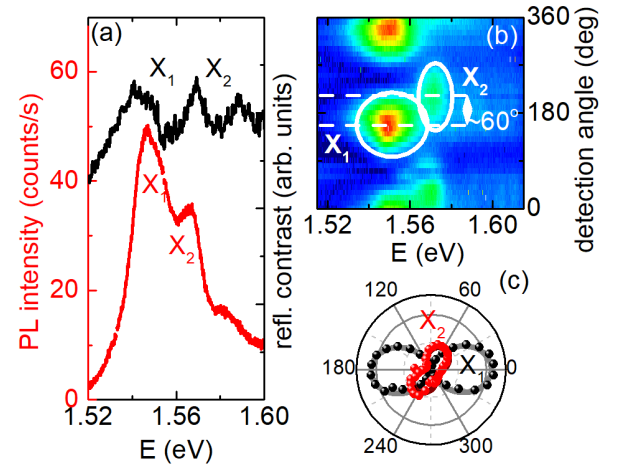 (a)
60
40
20
0
PL intensity (counts/s)
X1
X2
X1
X2
1.52
1.56
1.60
E (eV)
refl. contrast (arb. units)
(b)
360
180
0
detection angle (deg)
X1
X2
~60°
1.52
1.56
1.60
E (eV)
(c)
120
60
180
0
240
300
X2
X1